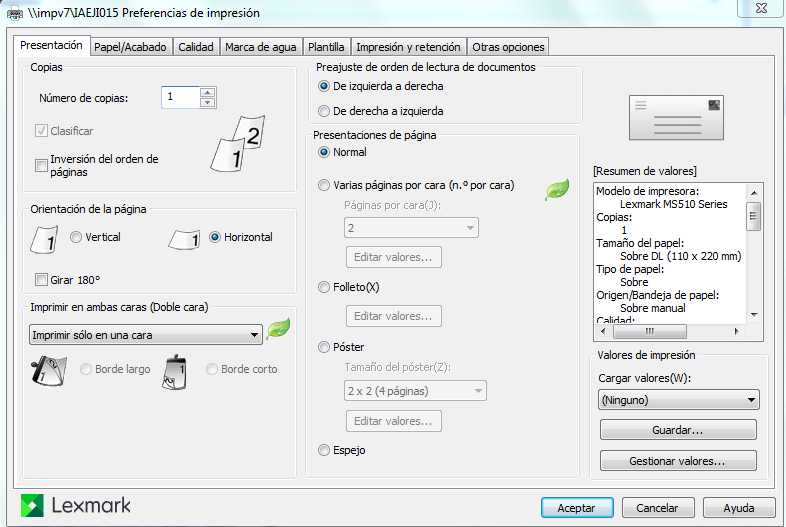 \\impv7\IAEJI015 Preferencias de impresión
Presentación
Papel/Acabado
Calidad
Marca de agua
Plantilla
Impresión y retención
Otras opciones
Copias
Número de copias:
1
Clasificar
Inversión del orden de
páginas
1
2
Orientación de la página
1
Vertical
1
Horizontal
Girar 180º
Imprimir en ambas caras (Doble cara)
Imprimir sólo en una cara
Borde largo
1
Borde corto
Preajuste de orden de lectura de documentos
De izquierda a derecha
De derecha a izquierda
Presentaciones de página
Normal
Varias páginas por cara (n.º por cara)
Páginas por cara(J):
2
Editar valores...
Folleto(X)
Editar valores...
Póster
Tamaño del póster(Z):
2 x 2 (4 páginas)
Editar valores...
Espejo
[Resumen de valores]
Modelo de impresora:
Lexmark MS510 Series
Copias:
1
Tamaño del papel:
Sobre DL (110 x 220 mm)
Tipo de papel:
Sobre
Origen/Bandeja de papel:
Sobre manual
Calidad:
Valores de impresión
Cargar valores(W):
(Ninguno)
Guardar...
Gestionar valores...
Lexmark
Aceptar
Cancelar
Ayuda